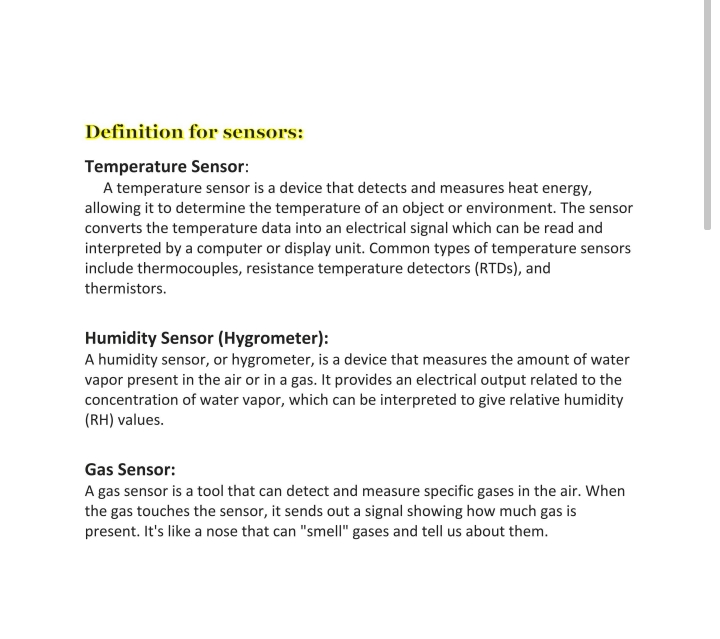 Definition for sensors:
Temperature Sensor:
A temperature sensor is a device that detects and measures heat energy,
allowing it to determine the temperature of an object or environment. The sensor
converts the temperature data into an electrical signal which can be read and
interpreted by a computer or display unit. Common types of temperature sensors
include thermocouples, resistance temperature detectors (RTDs), and
thermistors.
Humidity Sensor (Hygrometer):
A humidity sensor, or hygrometer, is a device that measures the amount of water
vapor present in the air or in a gas. It provides an electrical output related to the
concentration of water vapor, which can be interpreted to give relative humidity
(RH) values.
Gas Sensor:
A gas sensor is a tool that can detect and measure specific gases in the air. When
the gas touches the sensor, it sends out a signal showing how much gas is
present. It's like a nose that can "smell" gases and tell us about them.